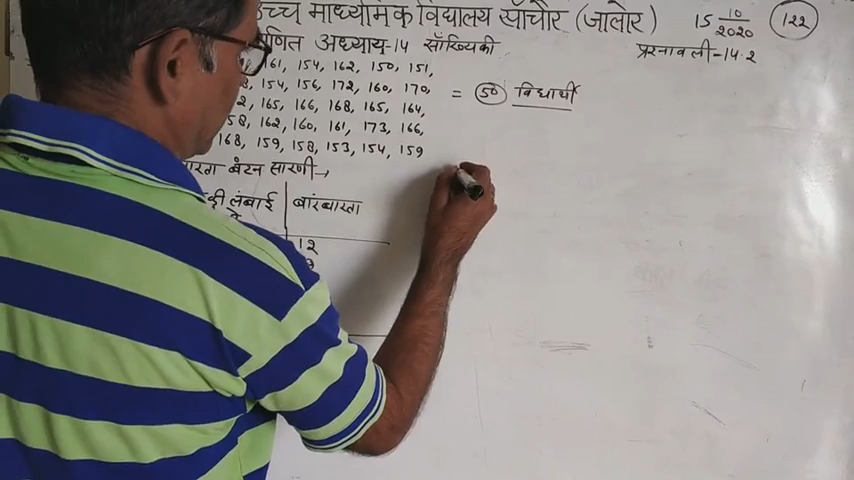 उच्च माध्यमिक विद्यालय साँचोर (जालोर)
15 10/2020
122
गणित अध्याय-14 साँख्यिकी
प्रश्नावली-14.2
161, 154, 162, 150, 151,
154, 156, 172, 160, 170,
165, 166, 168, 165, 164,
58, 162, 160, 161, 173, 166,
168, 159, 158, 153, 154, 159
= 50 विद्यार्थी
बंटन सारणी→
की लंबाई
बारंबारता
12